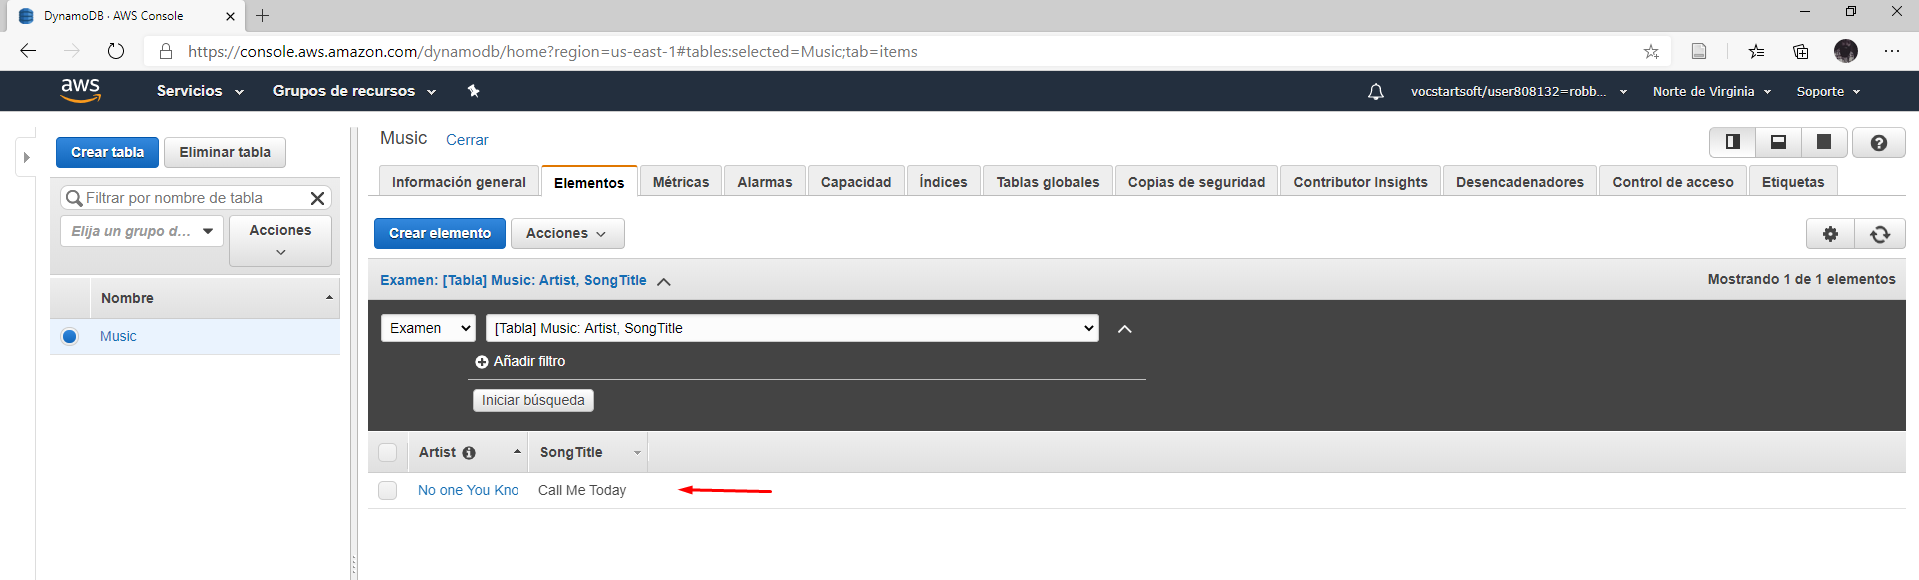 DynamoDB · AWS Console
https://console.aws.amazon.com/dynamodb/home?region=us-east-1#tables:selected=Music;tab=items
aws Servicios Grupos de recursos vocstartsoft/user808132=robb... Norte de Virginia Soporte
Crear tabla Eliminar tabla
Filtrar por nombre de tabla
Elija un grupo d... Acciones
Nombre
Music
Music Cerrar
Información general Elementos Métricas Alarmas Capacidad Índices Tablas globales Copias de seguridad Contributor Insights Desencadenadores Control de acceso Etiquetas
Crear elemento Acciones
Examen: [Tabla] Music: Artist, SongTitle Mostrando 1 de 1 elementos
Examen [Tabla] Music: Artist, SongTitle
Añadir filtro
Iniciar búsqueda
Artist SongTitle
No one You Kno Call Me Today